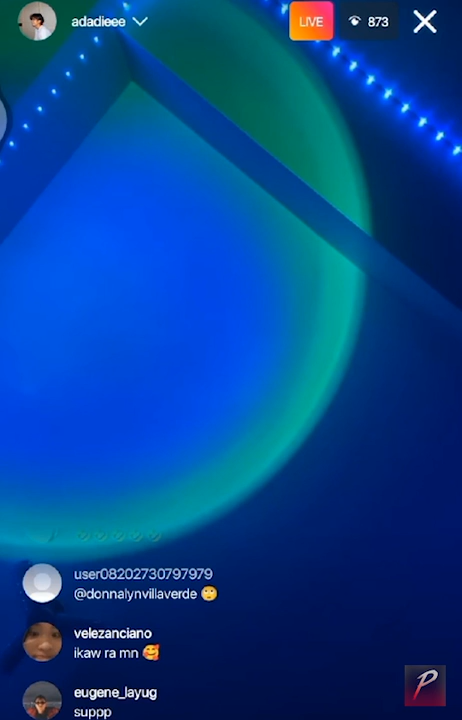 adadieee
LIVE
873
user08202730797979
@donnalynvillaverde 🙄
velezanciano
ikaw ra mn 🥰
eugene_layug
suppp
P